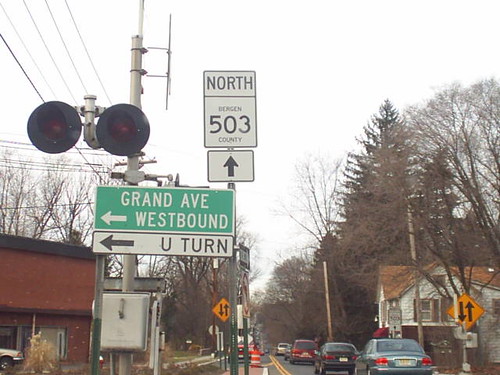 NORTH
BERGEN
503
COUNTY
GRAND AVE
WESTBOUND
U TURN